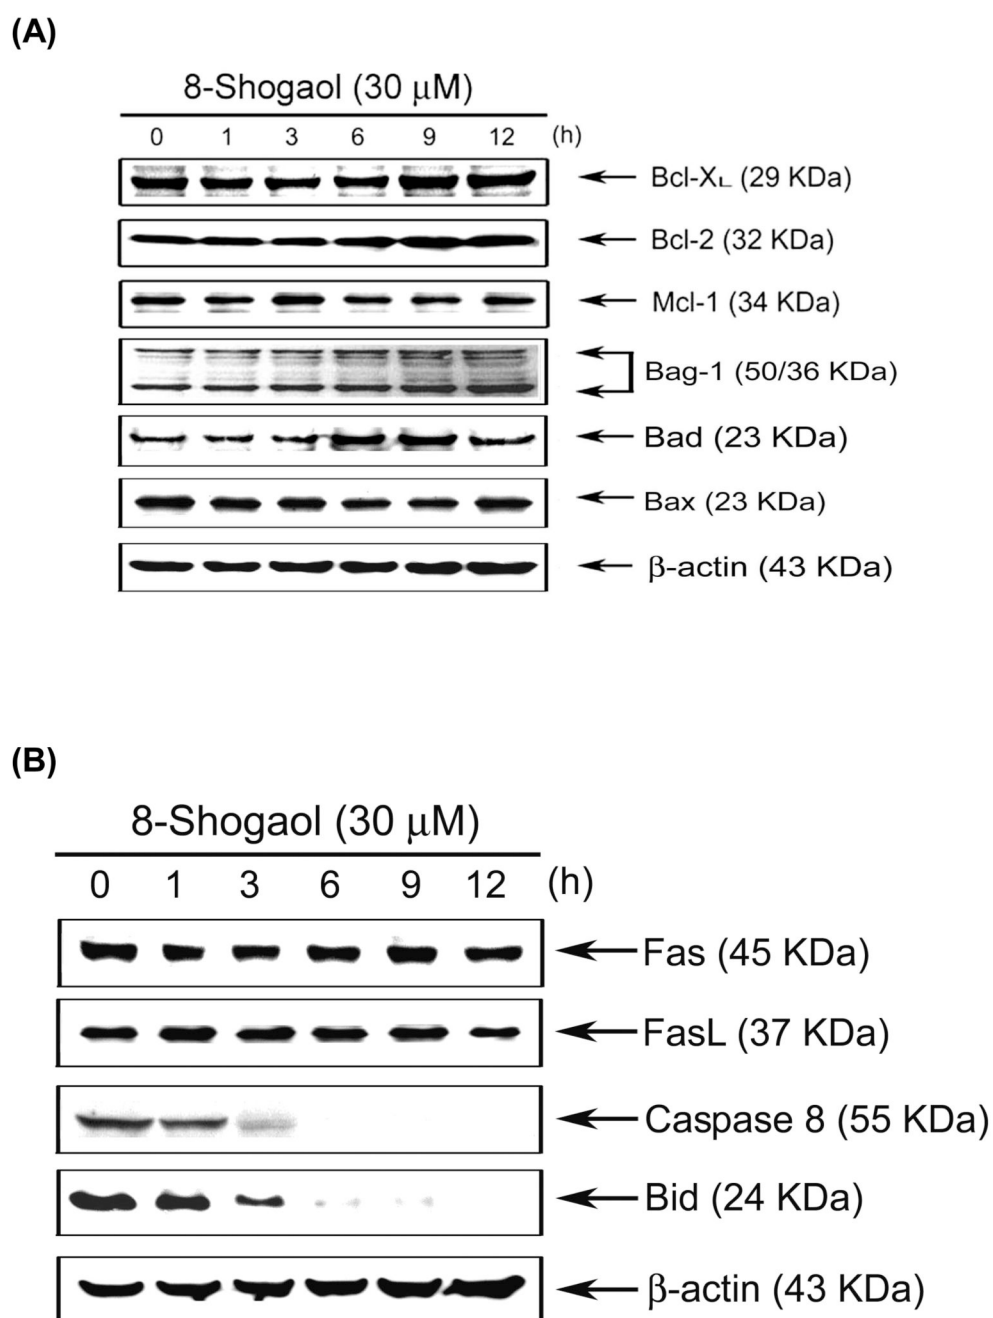 (A)
8-Shogaol (30 μM)
0 1 3 6 9 12 (h)
Bcl-XL (29 KDa)
Bcl-2 (32 KDa)
Mcl-1 (34 KDa)
Bag-1 (50/36 KDa)
Bad (23 KDa)
Bax (23 KDa)
β-actin (43 KDa)
(B)
8-Shogaol (30 μM)
0 1 3 6 9 12 (h)
Fas (45 KDa)
FasL (37 KDa)
Caspase 8 (55 KDa)
Bid (24 KDa)
β-actin (43 KDa)